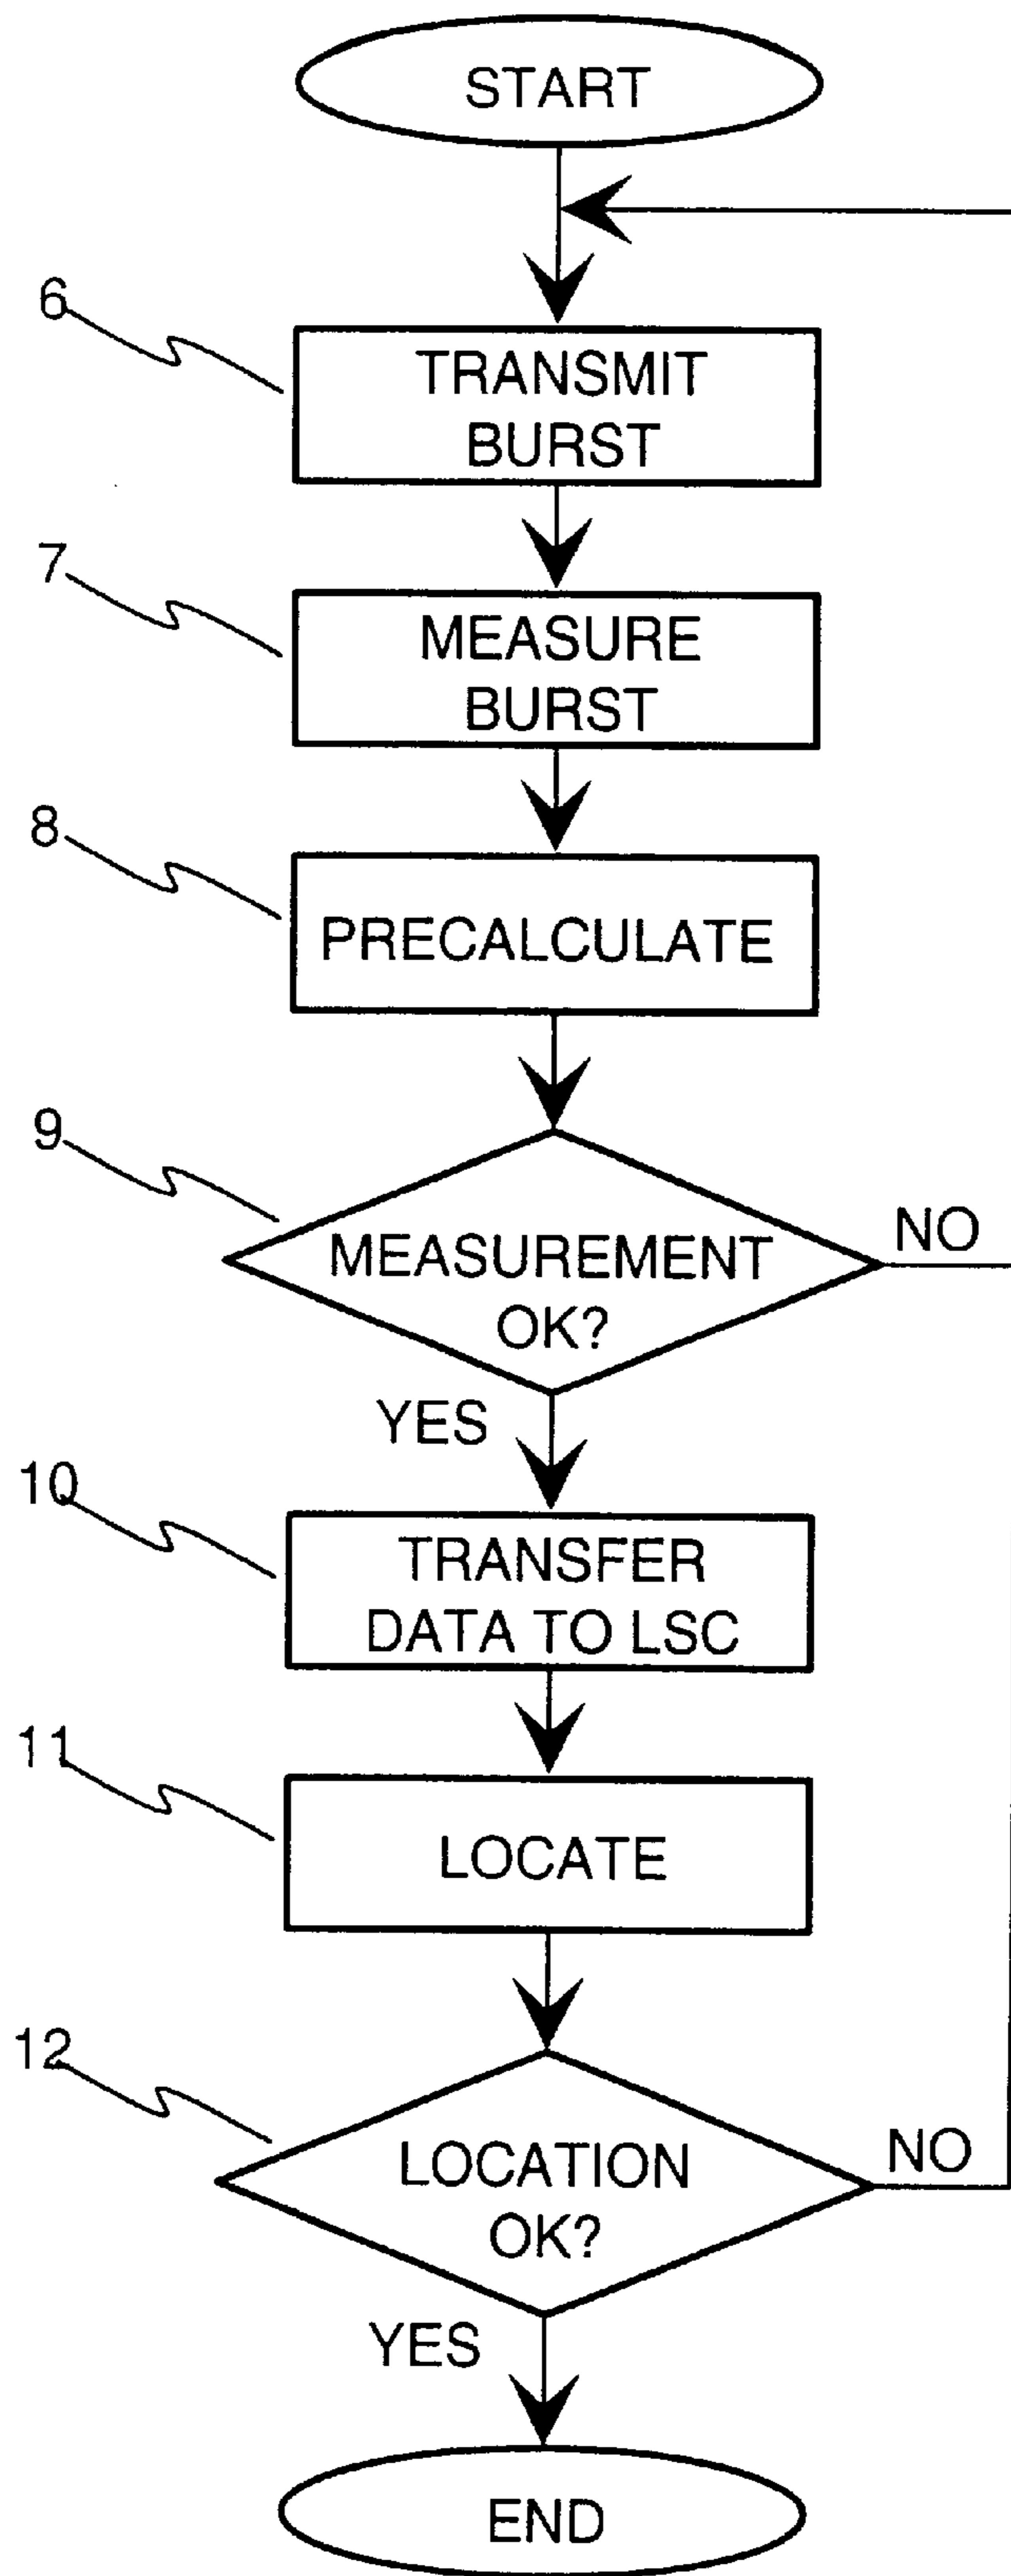 START
6
TRANSMIT
BURST
7
MEASURE
BURST
8
PRECALCULATE
9
MEASUREMENT
OK?
NO
YES
10
TRANSFER
DATA TO LSC
11
LOCATE
12
LOCATION
OK?
NO
YES
END